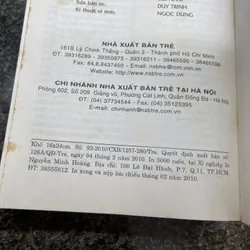 Sửa bản in:
DUY TRINH
Kĩ thuật vi tính:
NGỌC DUNG
NHÀ XUẤT BẢN TRẺ
161B Lý Chính Thắng - Quận 3 - Thành phố Hồ Chí Minh
ĐT: 39316289 - 39350973 - 39316211 - 38465595 - 38465596
Fax: 84.8.8437450 - E-mail: nxbtre@hcm.vnn.vn
Website: http://www.nxbtre.com.vn
CHI NHÁNH NHÀ XUẤT BẢN TRẺ TẠI HÀ NỘI
Phòng 602, Số 209 Giảng Võ, Phường Cát Linh, Quận Đống Đa - Hà Nội
ĐT: (04) 37734544 - Fax: (04) 35123395
E-mail: chinhanh@nxbtre.com.vn
Khổ 16x24cm. Số: 92-2010/CXB/1257-280/Tre. Quyết định xuất bản số:
126A/QĐ-Tre, ngày 04 tháng 2 năm 2010. In 3000 cuốn, tại Xí nghiệp In
Nguyễn Minh Hoàng. Địa chỉ: 100 Lê Đại Hành, P.7, Q.11, TP.HCM.
ĐT: 38555812. In xong và nộp lưu chiểu tháng 02 năm 2010.